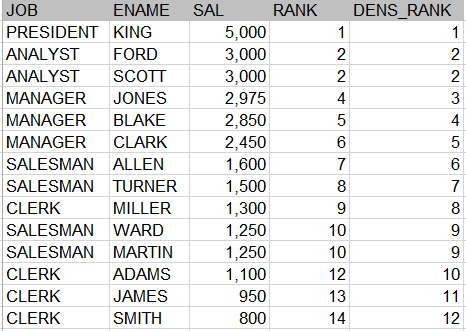 JOB ENAME SAL RANK DENS_RANK
PRESIDENT KING 5,000 1 1
ANALYST FORD 3,000 2 2
ANALYST SCOTT 3,000 2 2
MANAGER JONES 2,975 4 3
MANAGER BLAKE 2,850 5 4
MANAGER CLARK 2,450 6 5
SALESMAN ALLEN 1,600 7 6
SALESMAN TURNER 1,500 8 7
CLERK MILLER 1,300 9 8
SALESMAN WARD 1,250 10 9
SALESMAN MARTIN 1,250 10 9
CLERK ADAMS 1,100 12 10
CLERK JAMES 950 13 11
CLERK SMITH 800 14 12